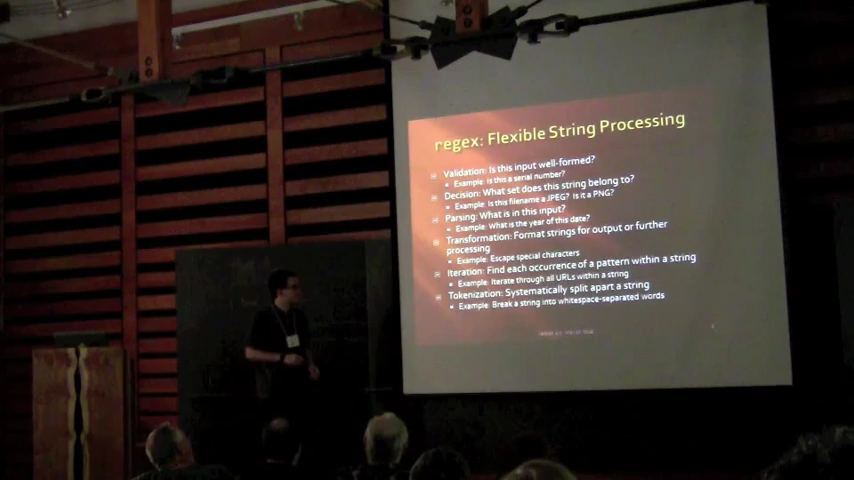 regex: Flexible String Processing
Validation: Is this input well-formed?
Example: Is this a serial number?
Decision: What set does this string belong to?
Example: Is this filename a JPEG? Is it a PNG?
Parsing: What is in this input?
Example: What is the year of this date?
Transformation: Format strings for output or further
processing
Example: Escape special characters
Iteration: Find each occurrence of a pattern within a string
Example: Iterate through all URLs within a string
Tokenization: Systematically split apart a string
Example: Break a string into whitespace-separated words